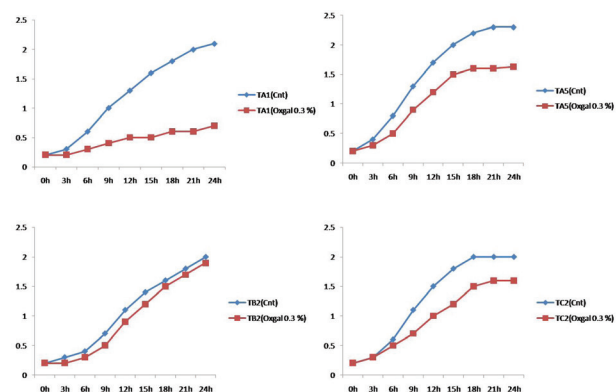 2.5
2
1.5
1
0.5
0
0h 3h 6h 9h 12h 15h 18h 21h 24h
TA1(Cnt)
TA1(Oxgal 0.3 %)
2.5
2
1.5
1
0.5
0
0h 3h 6h 9h 12h 15h 18h 21h 24h
TA5(Cnt)
TA5(Oxgal 0.3 %)
2.5
2
1.5
1
0.5
0
0h 3h 6h 9h 12h 15h 18h 21h 24h
TB2(Cnt)
TB2(Oxgal 0.3 %)
2.5
2
1.5
1
0.5
0
0h 3h 6h 9h 12h 15h 18h 21h 24h
TC2(Cnt)
TC2(Oxgal 0.3 %)